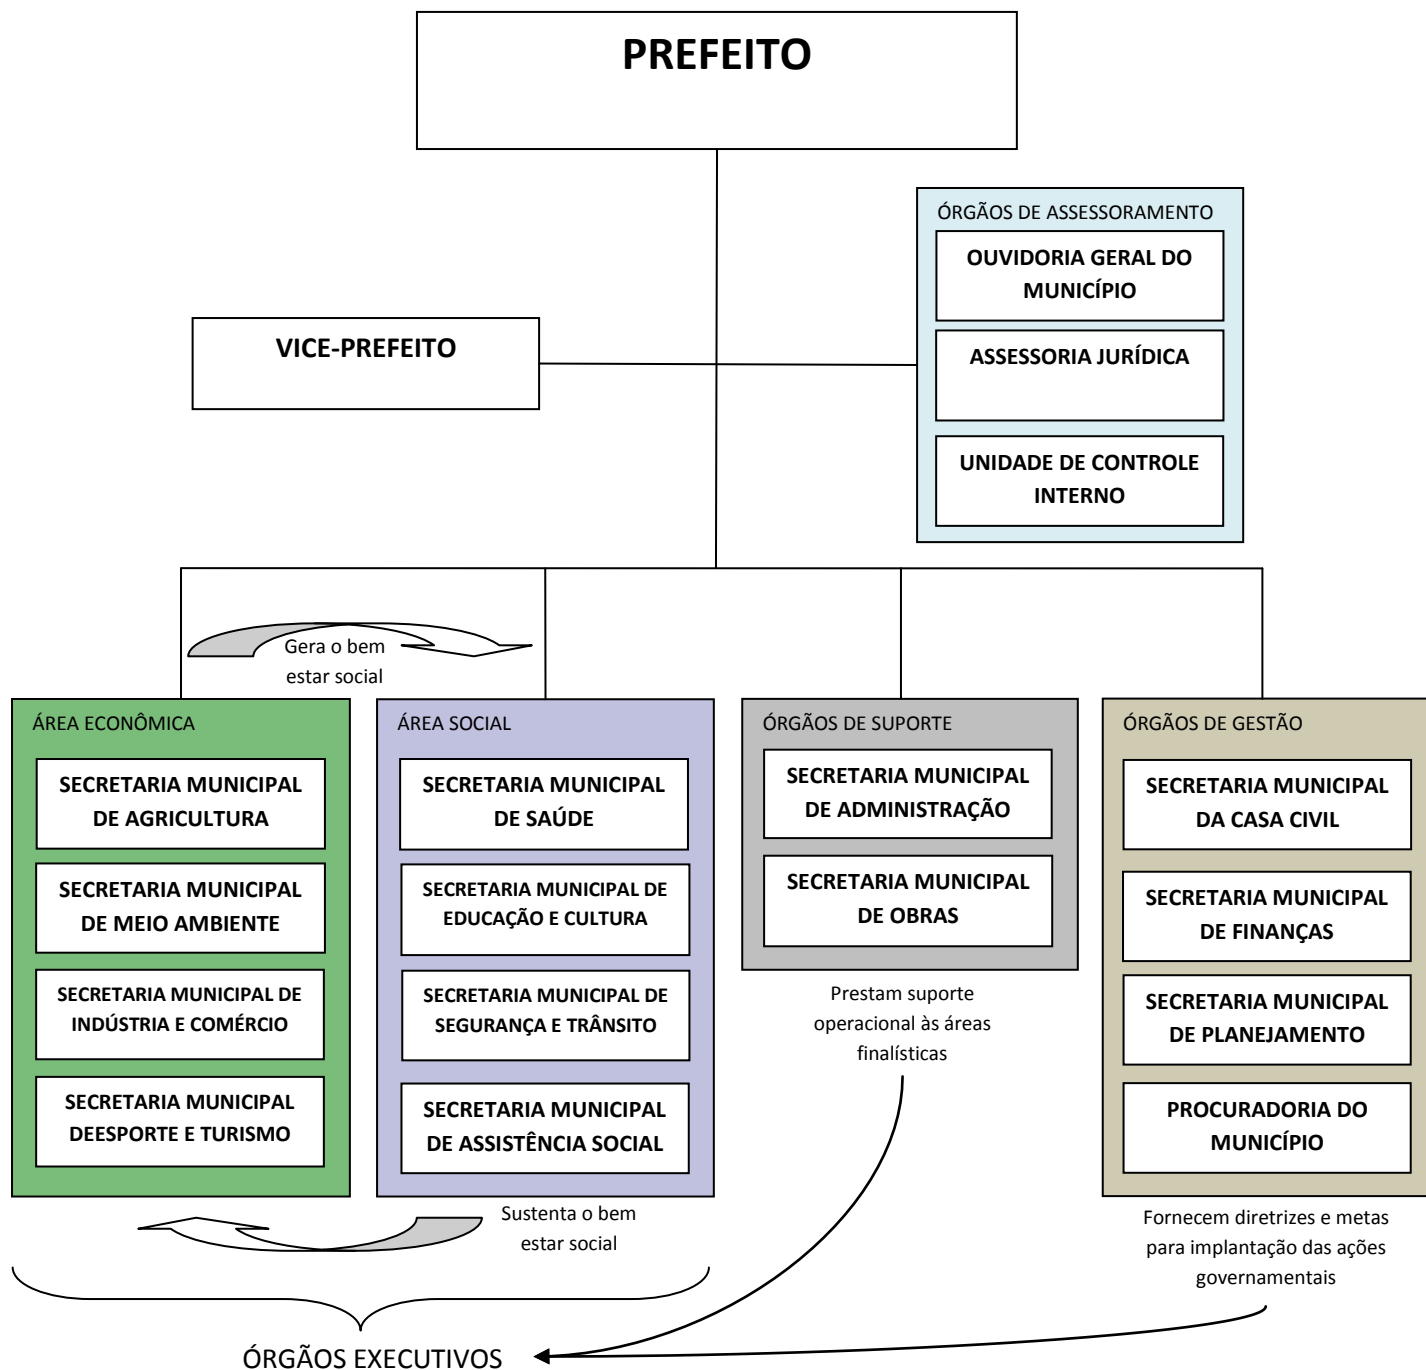 PREFEITO
ÓRGÃOS DE ASSESSORAMENTO
OUVIDORIA GERAL DO
MUNICÍPIO
VICE-PREFEITO
ASSESSORIA JURÍDICA
UNIDADE DE CONTROLE
INTERNO
Gera o bem
estar social
ÁREA ECONÔMICA
SECRETARIA MUNICIPAL
DE AGRICULTURA
SECRETARIA MUNICIPAL
DE MEIO AMBIENTE
SECRETARIA MUNICIPAL DE
INDÚSTRIA E COMÉRCIO
SECRETARIA MUNICIPAL
DEESPORTE E TURISMO
ÁREA SOCIAL
SECRETARIA MUNICIPAL
DE SAÚDE
SECRETARIA MUNICIPAL DE
EDUCAÇÃO E CULTURA
SECRETARIA MUNICIPAL DE
SEGURANÇA E TRÂNSITO
SECRETARIA MUNICIPAL
DE ASSISTÊNCIA SOCIAL
ÓRGÃOS DE SUPORTE
SECRETARIA MUNICIPAL
DE ADMINISTRAÇÃO
SECRETARIA MUNICIPAL
DE OBRAS
Prestam suporte
operacional às áreas
finalísticas
ÓRGÃOS DE GESTÃO
SECRETARIA MUNICIPAL
DA CASA CIVIL
SECRETARIA MUNICIPAL
DE FINANÇAS
SECRETARIA MUNICIPAL
DE PLANEJAMENTO
PROCURADORIA DO
MUNICÍPIO
Fornecem diretrizes e metas
para implantação das ações
governamentais
Sustenta o bem
estar social
ÓRGÃOS EXECUTIVOS